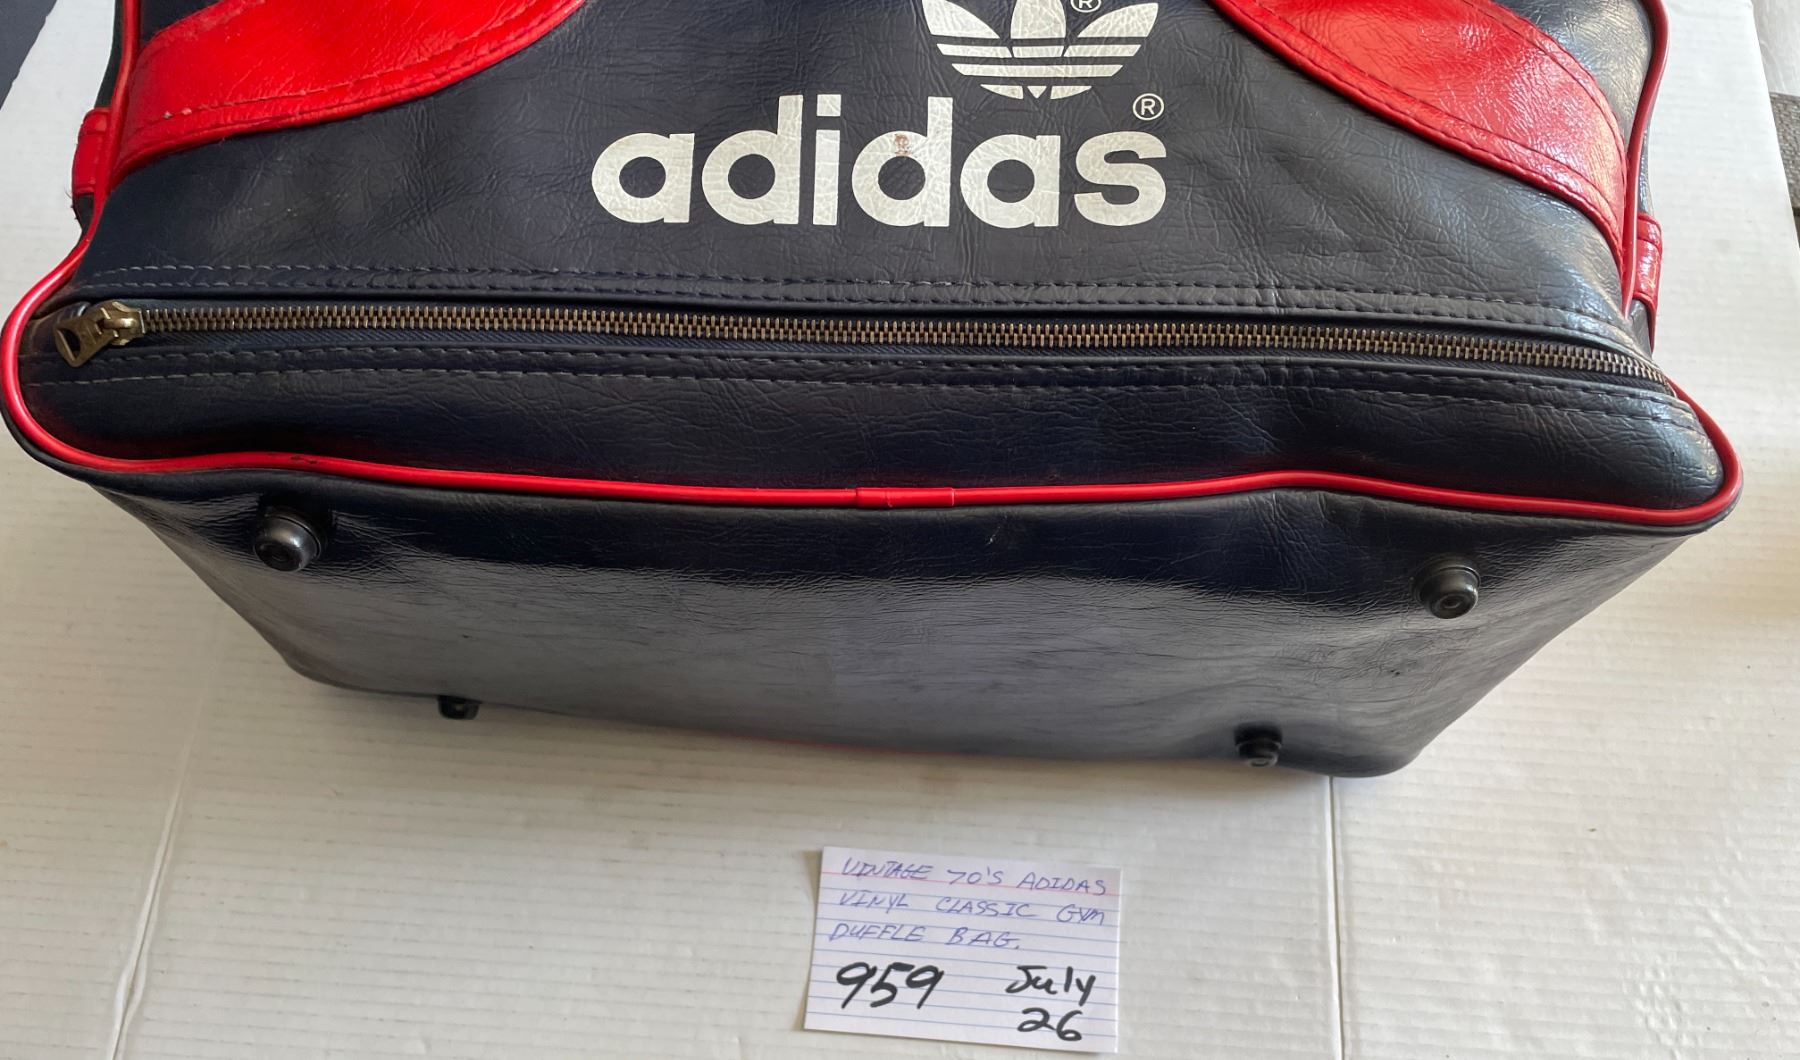 ®
adidas®
VINTAGE 70'S ADIDAS
VINYL CLASSIC GYM
DUFFLE BAG.
959 July
26